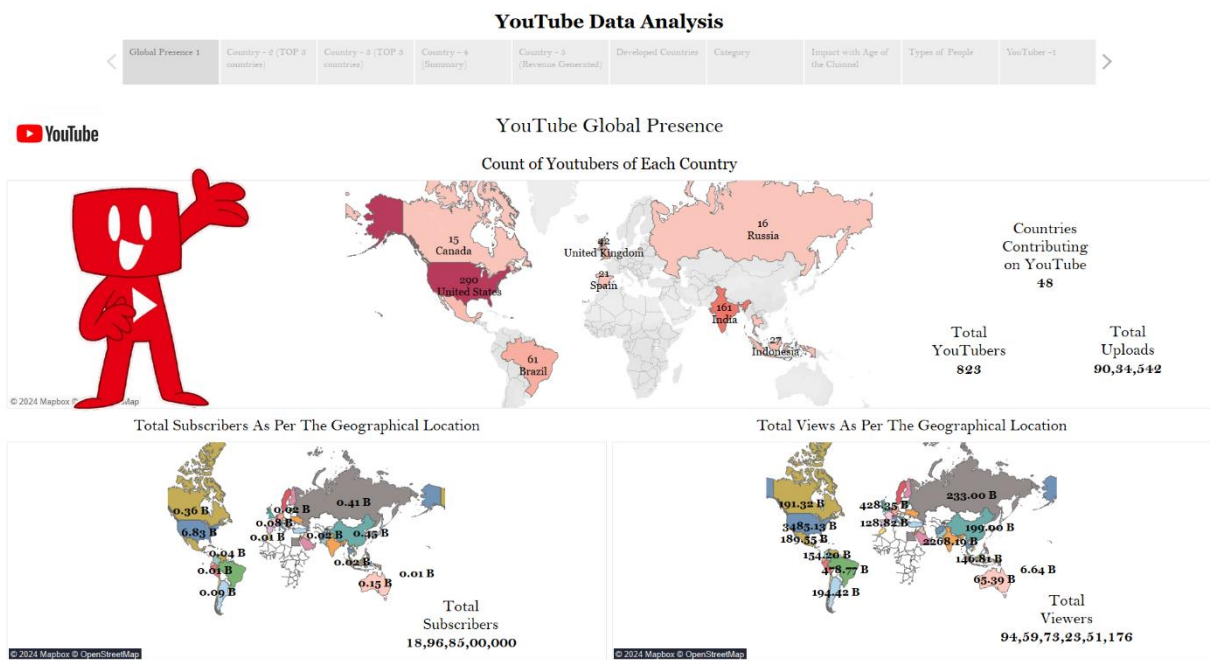 YouTube Data Analysis
Global Presence 1
Country - 2 (TOP 3
countries)
Country - 3 (TOP 3
countries)
Country - 4
(Summary)
Country - 5
(Revenue Generated)
Developed Countries
Category
Impact with Age of
the Channel
Types of People
YouTuber -1
YouTube
YouTube Global Presence
Count of Youtubers of Each Country
15
Canada
290
United States
61
Brazil
42
United Kingdom
21
Spain
16
Russia
161
India
27
Indonesia
Countries
Contributing
on YouTube
48
Total
YouTubers
823
Total
Uploads
90,34,542
© 2024 Mapbox © OpenStreetMap
Total Subscribers As Per The Geographical Location
0.36 B
6.83 B
0.04 B
0.01 B
0.09 B
0.02 B
0.08 B
0.01 B
0.41 B
0.02 B
0.45 B
0.02 B
0.01 B
0.15 B
Total
Subscribers
18,96,85,00,000
© 2024 Mapbox © OpenStreetMap
Total Views As Per The Geographical Location
191.32 B
3485.13 B
189.55 B
154.20 B
478.77 B
194.42 B
428.35 B
128.82 B
233.00 B
199.00 B
2268.19 B
146.81 B
6.64 B
65.39 B
Total
Viewers
94,59,73,23,51,176
© 2024 Mapbox © OpenStreetMap